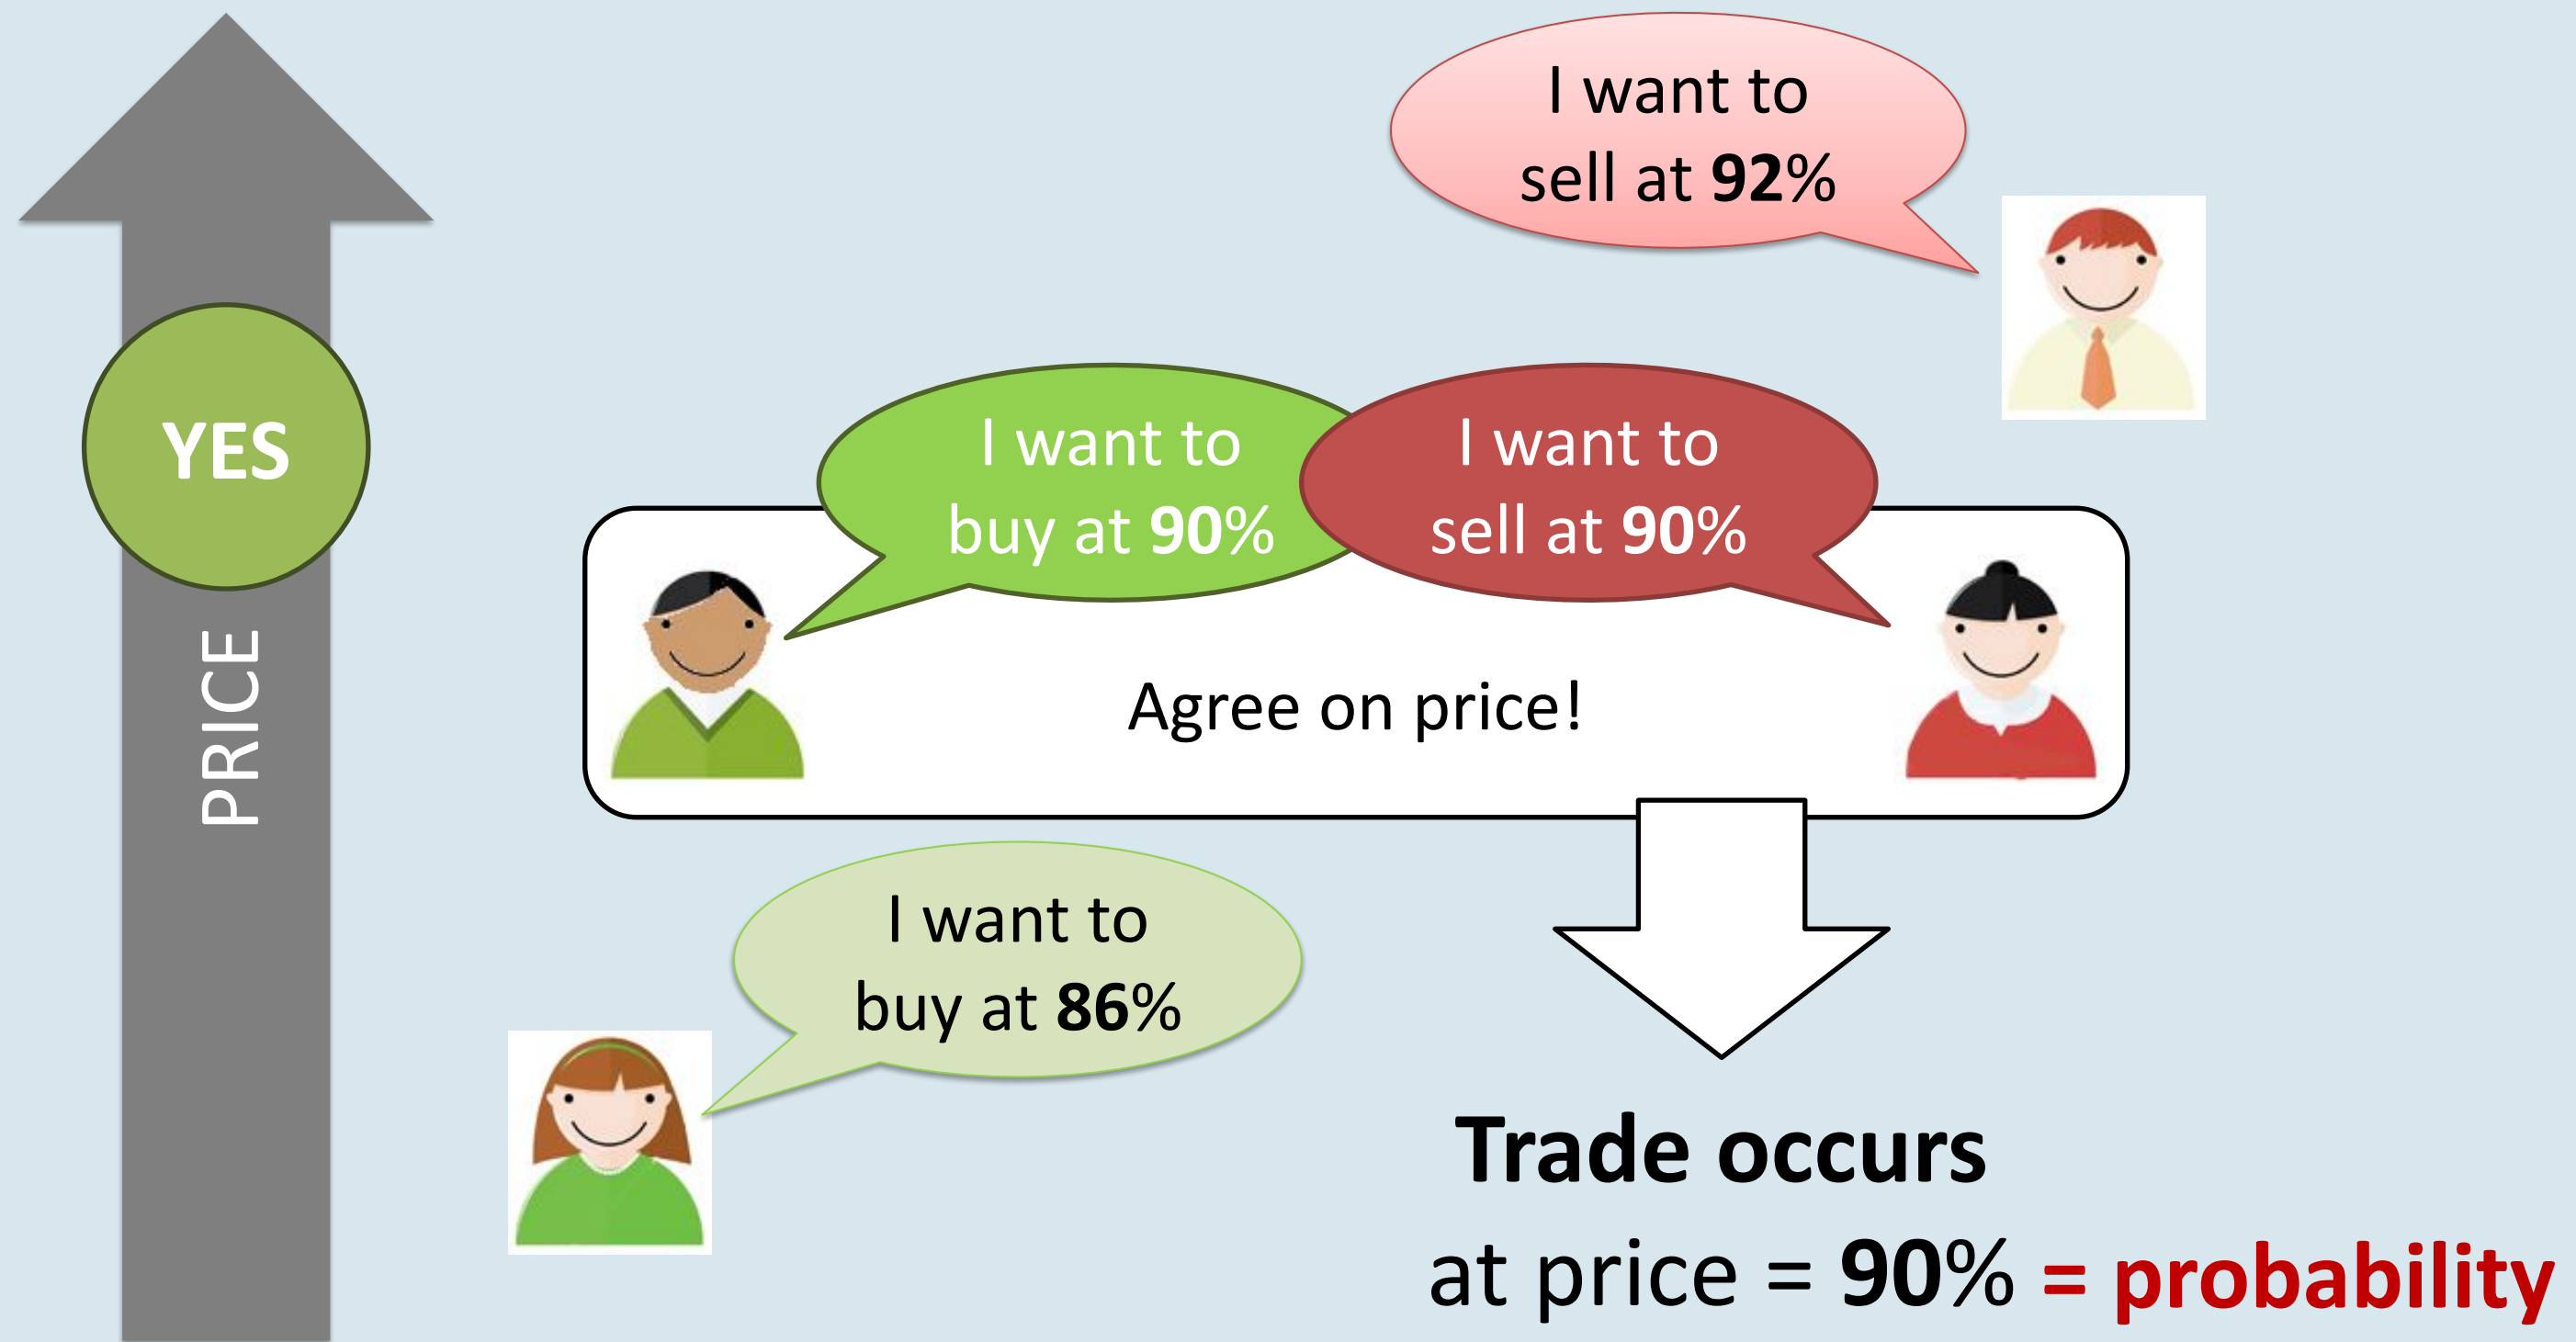 I want to
sell at 92%
YES
I want to
buy at 90%
I want to
sell at 90%
PRICE
Agree on price!
I want to
buy at 86%
Trade occurs
at price = 90% = probability